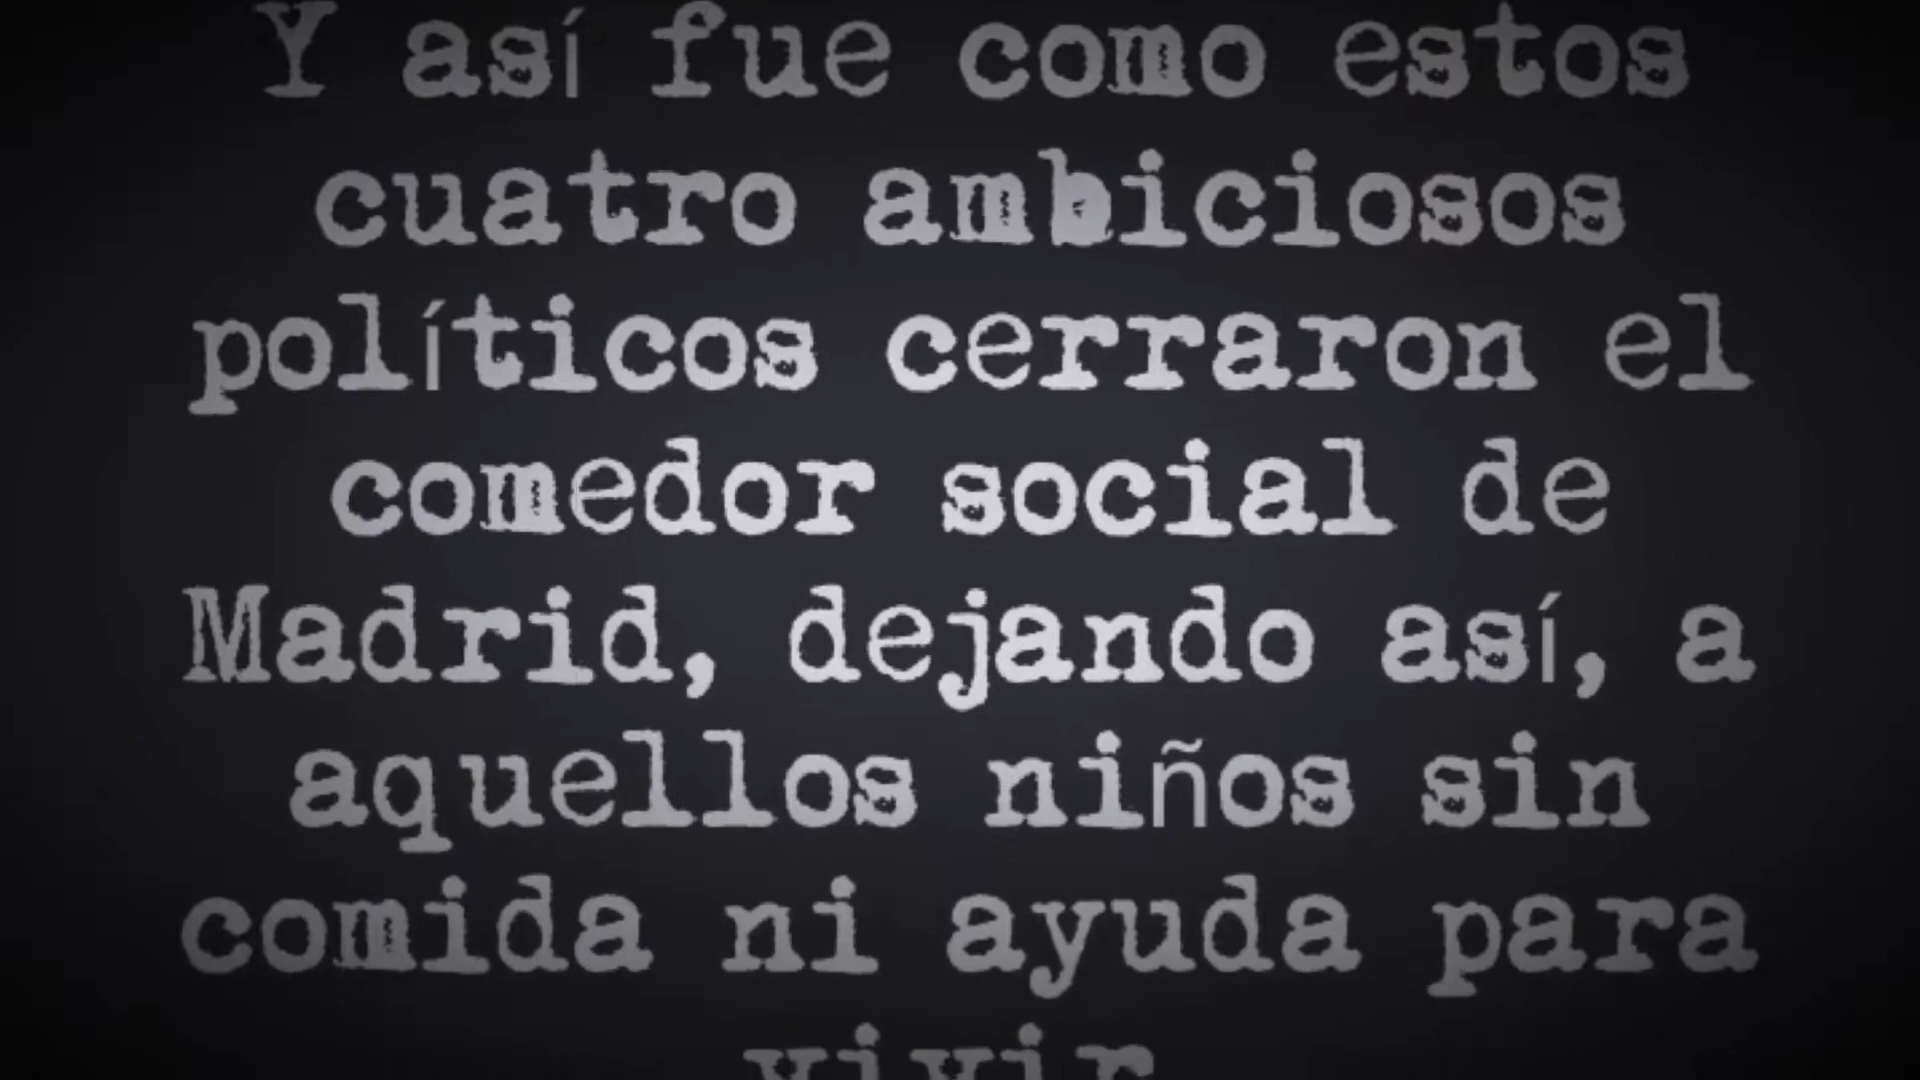 Y así fue como estos
cuatro ambiciosos
políticos cerraron el
comedor social de
Madrid, dejando así, a
aquellos niños sin
comida ni ayuda para
vivir